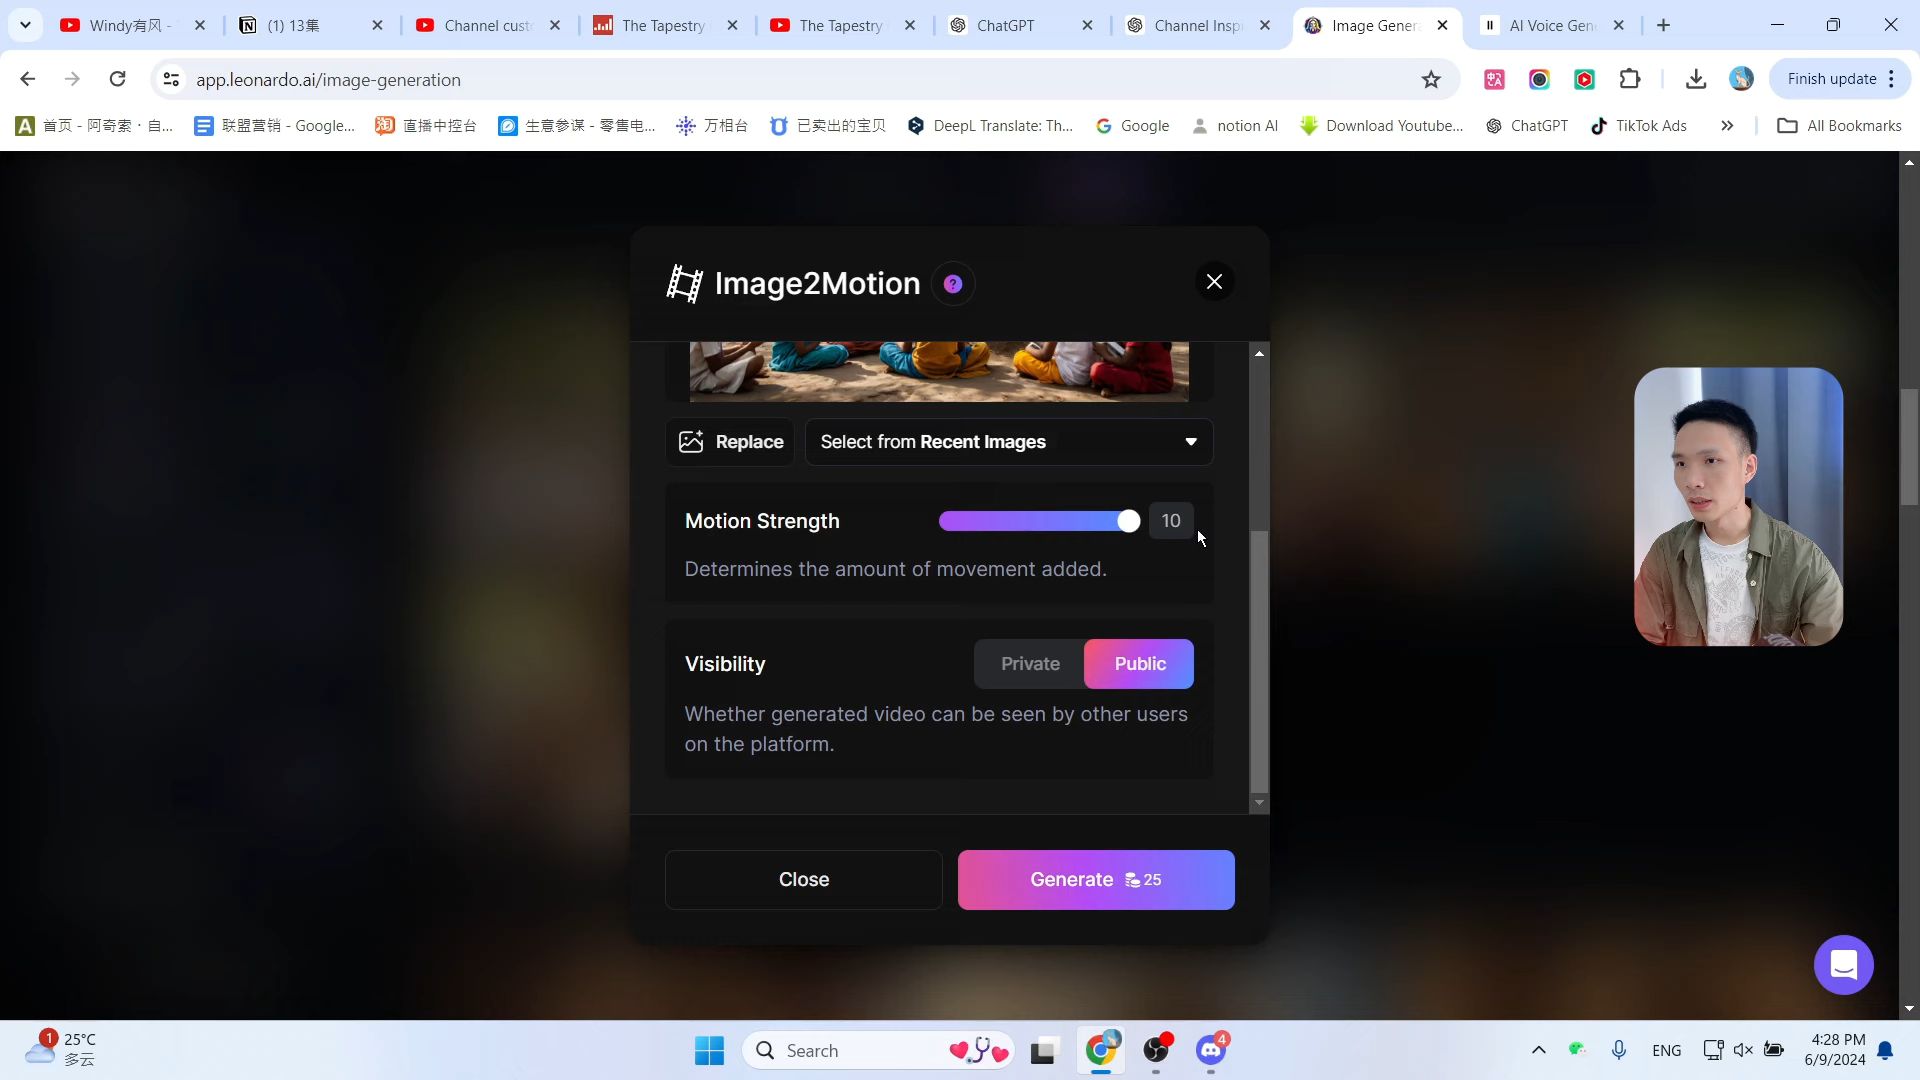 Windy有风 -
(1) 13集
Channel cust
The Tapestry
The Tapestry
ChatGPT
Channel Inspi
Image Genera
AI Voice Gen
app.leonardo.ai/image-generation
Finish update
首页 - 阿奇索 · 自...
联盟营销 - Google...
直播中控台
生意参谋 - 零售电...
万相台
已卖出的宝贝
DeepL Translate: Th...
Google
notion AI
Download Youtube...
ChatGPT
TikTok Ads
All Bookmarks
Image2Motion
?
Replace
Select from Recent Images
Motion Strength
10
Determines the amount of movement added.
Visibility
Private
Public
Whether generated video can be seen by other users
on the platform.
Close
Generate 25
1
25°C
多云
Search
4
ENG
4:28 PM
6/9/2024